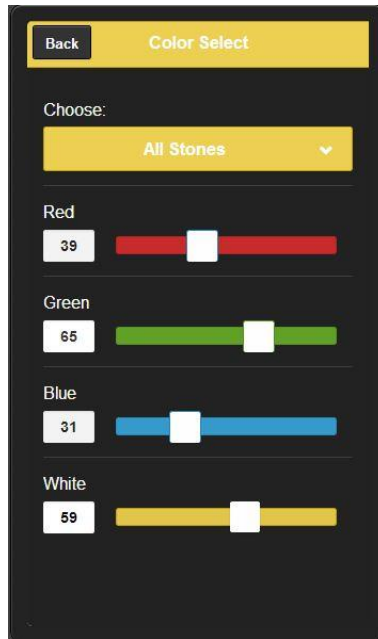 Back
Color Select
Choose:
All Stones
Red
39
Green
65
Blue
31
White
59